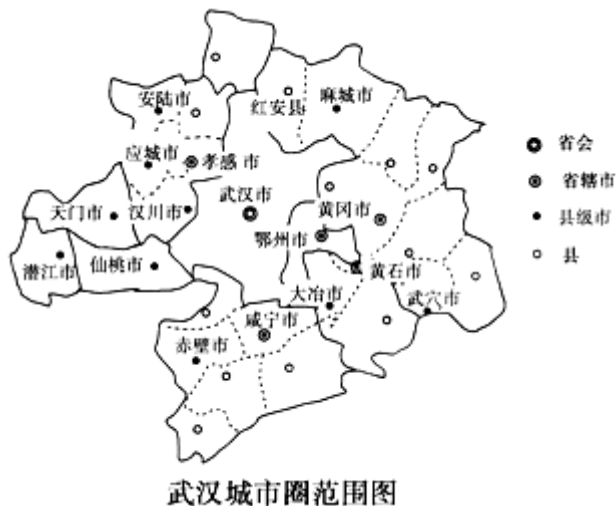 安陆市
红安县
麻城市
应城市
孝感市
武汉市
天门市
汉川市
黄冈市
鄂州市
潜江市
仙桃市
黄石市
大冶市
武穴市
咸宁市
赤壁市
省会
省辖市
县级市
县
武汉城市圈范围图